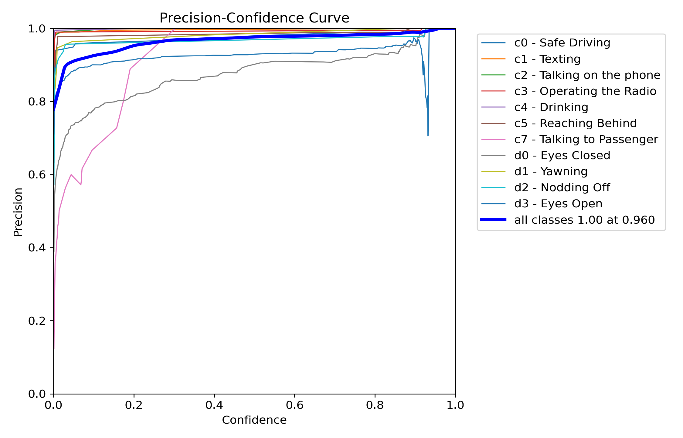 Precision-Confidence Curve
1.0
0.8
0.6
0.4
0.2
0.0
Precision
0.0 0.2 0.4 0.6 0.8 1.0
Confidence
c0 - Safe Driving
c1 - Texting
c2 - Talking on the phone
c3 - Operating the Radio
c4 - Drinking
c5 - Reaching Behind
c7 - Talking to Passenger
d0 - Eyes Closed
d1 - Yawning
d2 - Nodding Off
d3 - Eyes Open
all classes 1.00 at 0.960